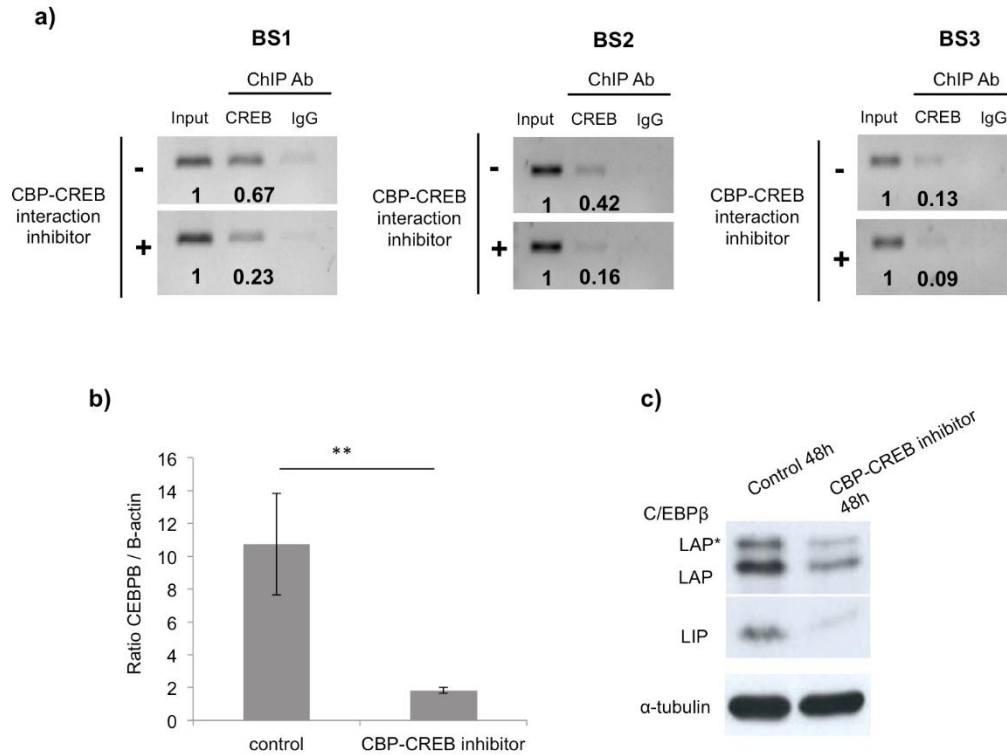 a)
BS1
ChIP Ab
Input CREB IgG
CBP-CREB
interaction
inhibitor
-
1 0.67
+
1 0.23
BS2
ChIP Ab
Input CREB IgG
CBP-CREB
interaction
inhibitor
-
1 0.42
+
1 0.16
BS3
ChIP Ab
Input CREB IgG
CBP-CREB
interaction
inhibitor
-
1 0.13
+
1 0.09
b)
**
Ratio CEBPB / B-actin
16
14
12
10
8
6
4
2
0
control CBP-CREB inhibitor
c)
Control 48h
CBP-CREB inhibitor
48h
C/EBPβ
LAP*
LAP
LIP
α-tubulin